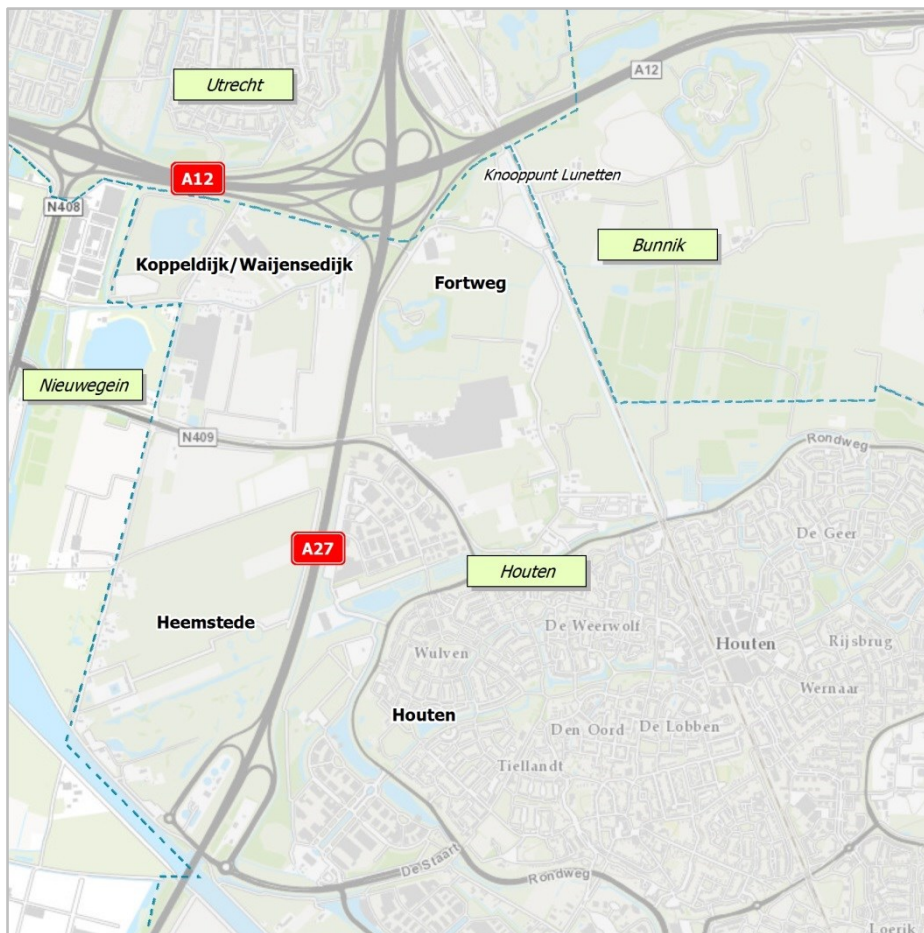 Utrecht
A12
A12
Knooppunt Lunetten
N408
Bunnik
Koppeldijk/Waijensedijk
Fortweg
Nieuwegein
N409
Rondweg
De Geer
A27
Houten
Heemstede
De Weerwolf
Houten
Rijsbrug
Wulven
Wernaar
Houten
Den Oord
De Lobben
Tiellandt
De Staart
Rondweg
Loerik